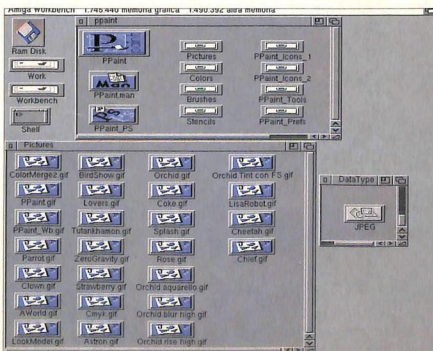 Amiga Workbench 1.745.440 memoria grafica 1.490.392 altra memoria
Ram Disk
Work
Workbench
Shell
ppaint
PPaint
PPaint.man
PPaint_PS
Pictures
Colors
Brushes
Stencils
PPaint_Icons_1
PPaint_Icons_2
PPaint_Tools
PPaint_Prefs
Pictures
ColorMergez.gif BirdShow.gif Orchid.gif Orchid Tint con FS.gif
PPaint.gif Lovers.gif Coke.gif LisaRobot.gif
PPaint_Wb.gif Tutankhamon.gif Splash.gif Cheetah.gif
Parrot.gif ZeroGravity.gif Rose.gif Chief.gif
Clown.gif Strawberry.gif Orchid aquarello.gif
AWorld.gif Cmyk.gif Orchid blur high.gif
LookModel.gif Astron.gif Orchid rise high.gif
DataType
JPEG